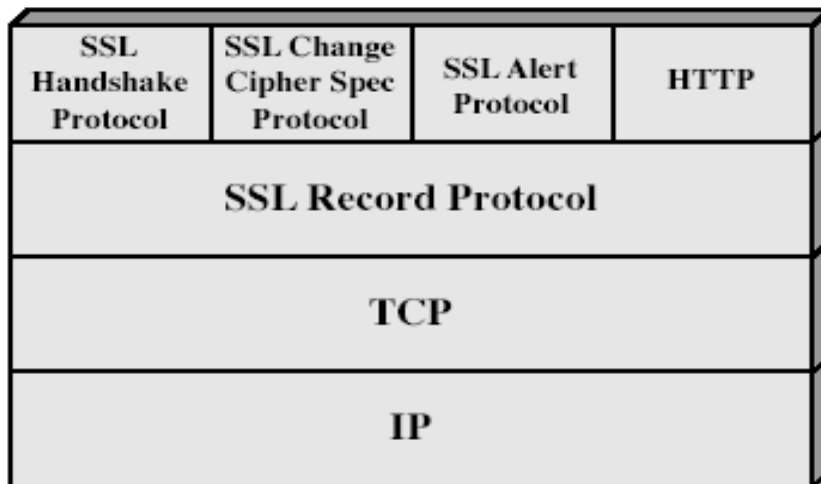 SSL
Handshake
Protocol
SSL Change
Cipher Spec
Protocol
SSL Alert
Protocol
HTTP
SSL Record Protocol
TCP
IP